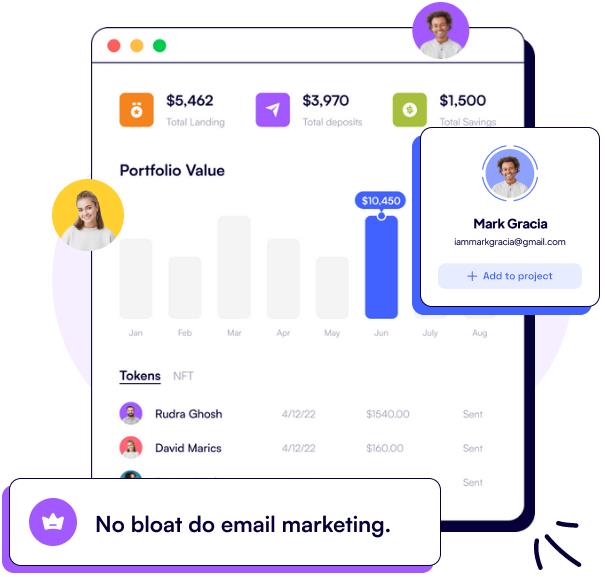 $5,462
Total Landing
$3,970
Total deposits
$1,500
Total Savings
Portfolio Value
$10,450
Jan
Feb
Mar
Apr
May
Jun
July
Aug
Mark Gracia
iammarkgracia@gmail.com
+ Add to project
Tokens
NFT
Rudra Ghosh 4/12/22 $1540.00 Sent
David Marics 4/12/22 $160.00 Sent
Sent
No bloat do email marketing.